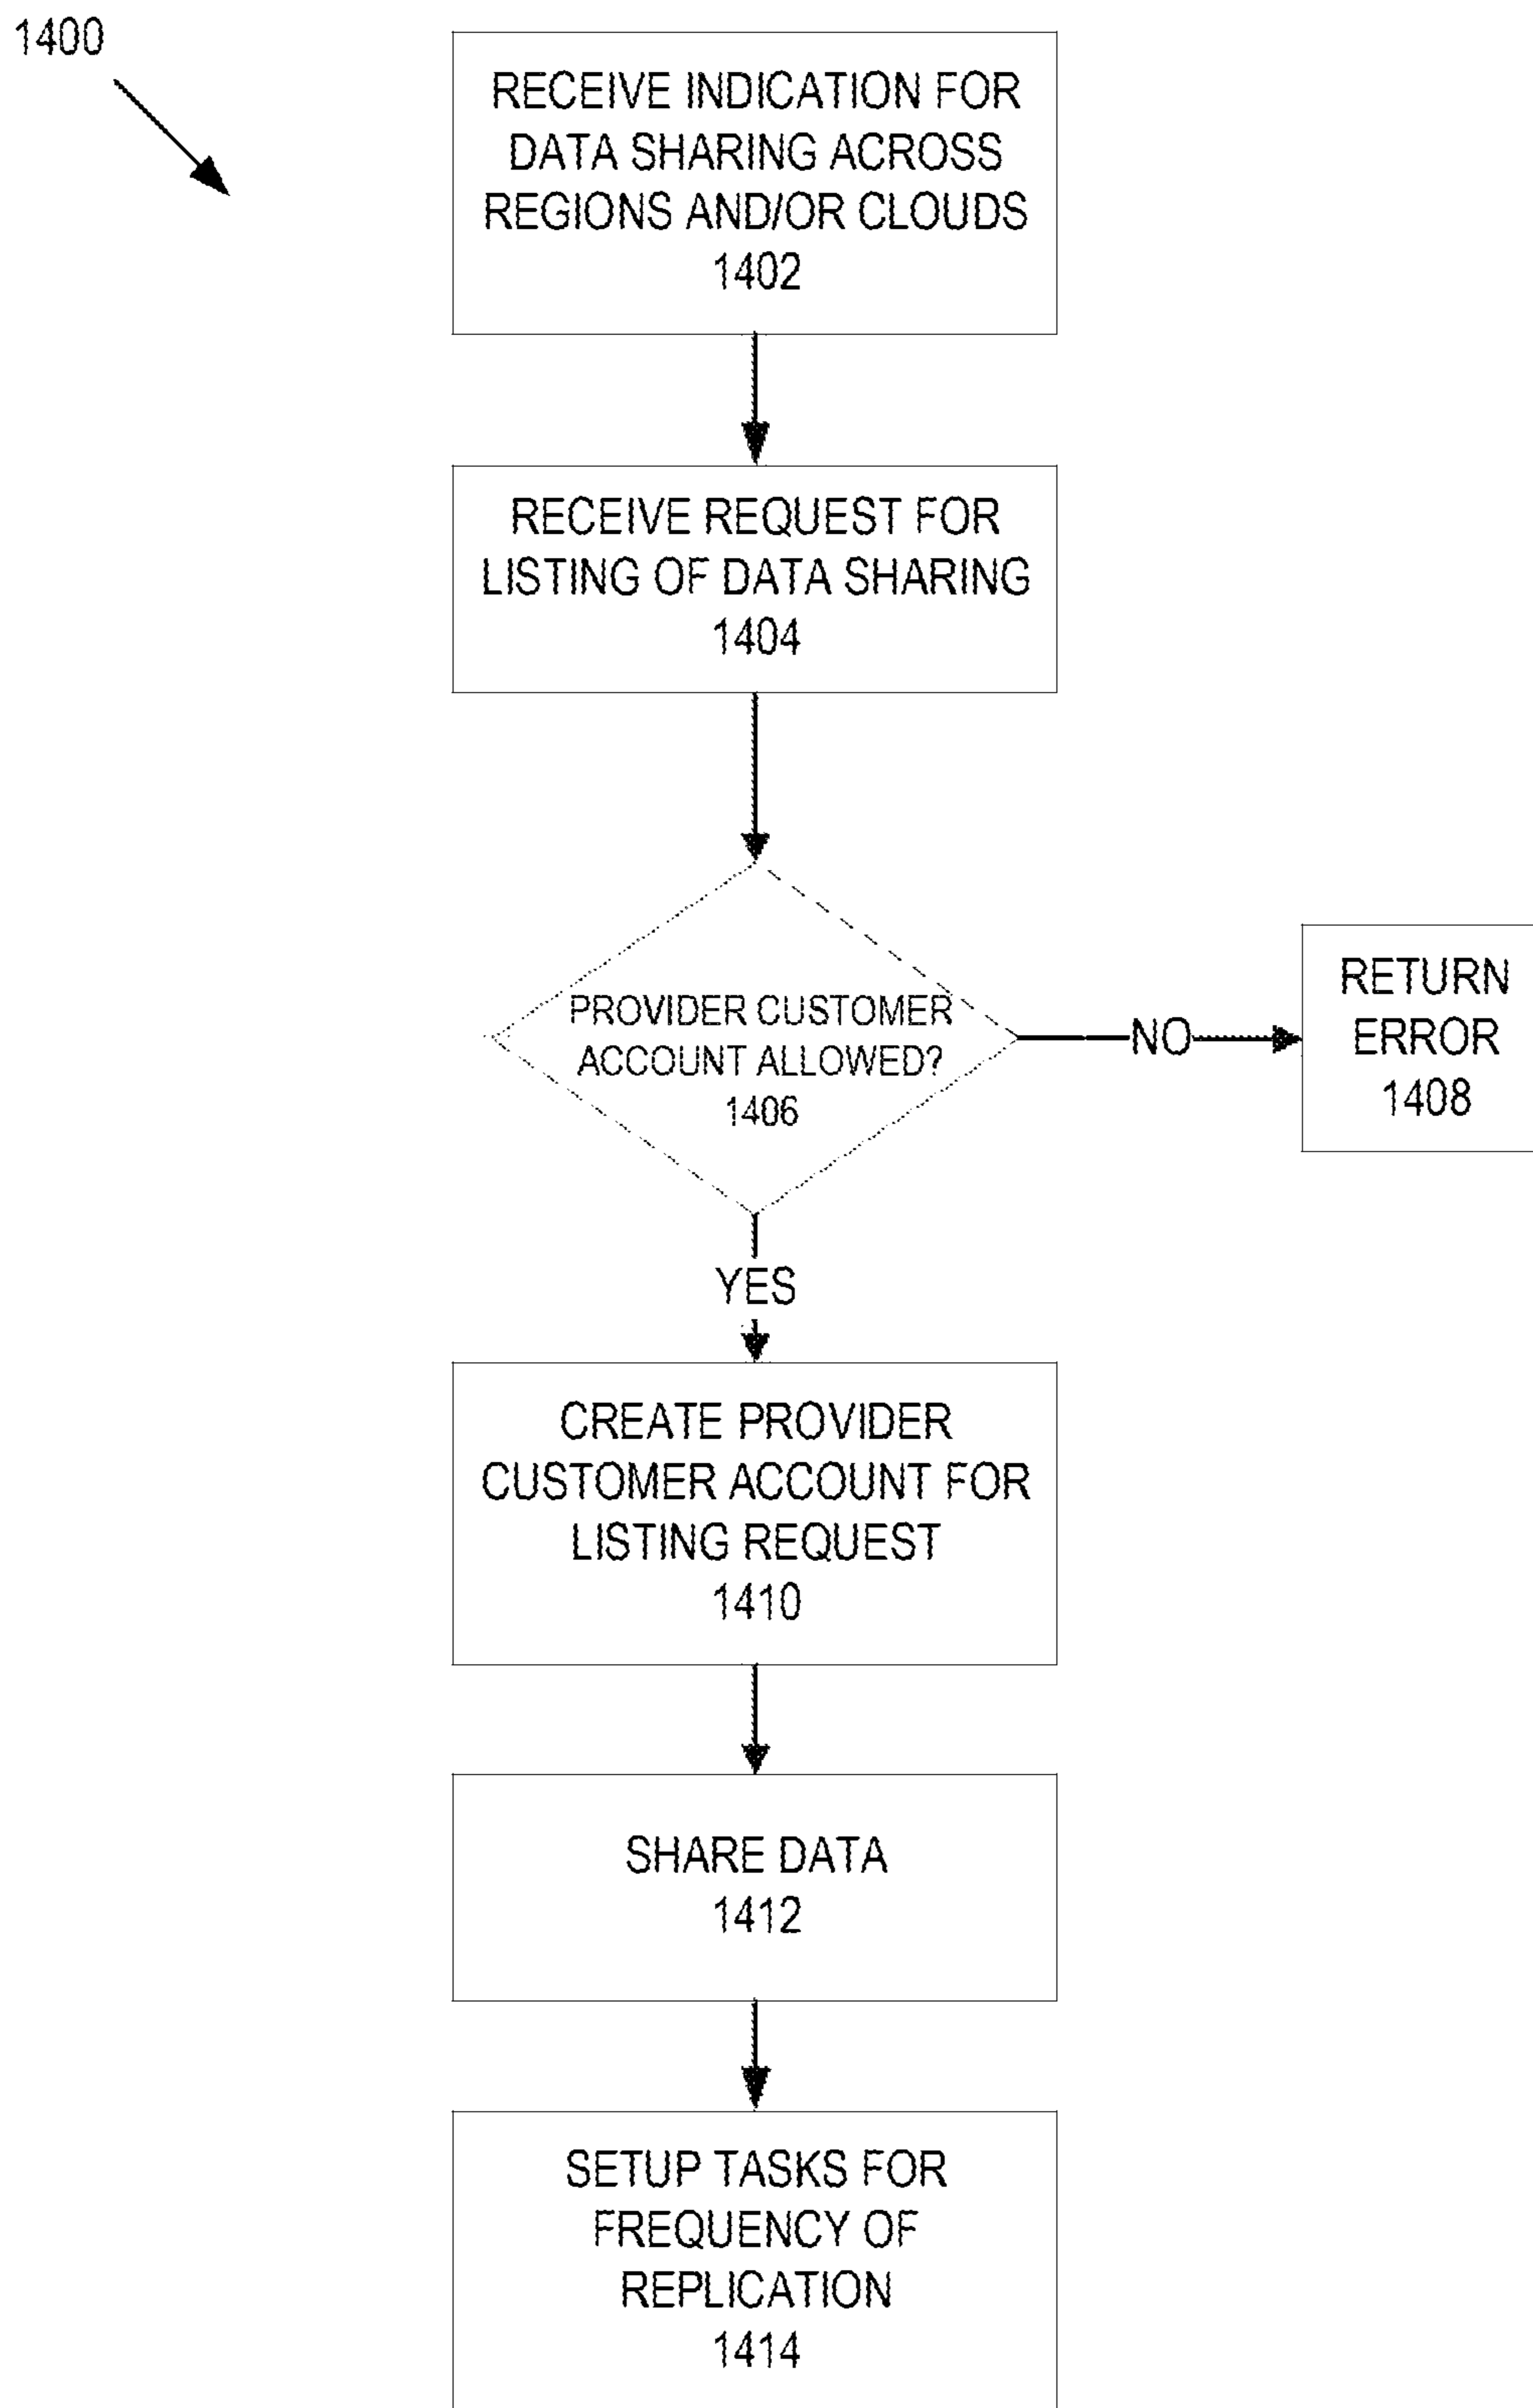 1400
RECEIVE INDICATION FOR
DATA SHARING ACROSS
REGIONS AND/OR CLOUDS
1402
RECEIVE REQUEST FOR
LISTING OF DATA SHARING
1404
PROVIDER CUSTOMER
ACCOUNT ALLOWED?
1406
NO
RETURN
ERROR
1408
YES
CREATE PROVIDER
CUSTOMER ACCOUNT FOR
LISTING REQUEST
1410
SHARE DATA
1412
SETUP TASKS FOR
FREQUENCY OF
REPLICATION
1414